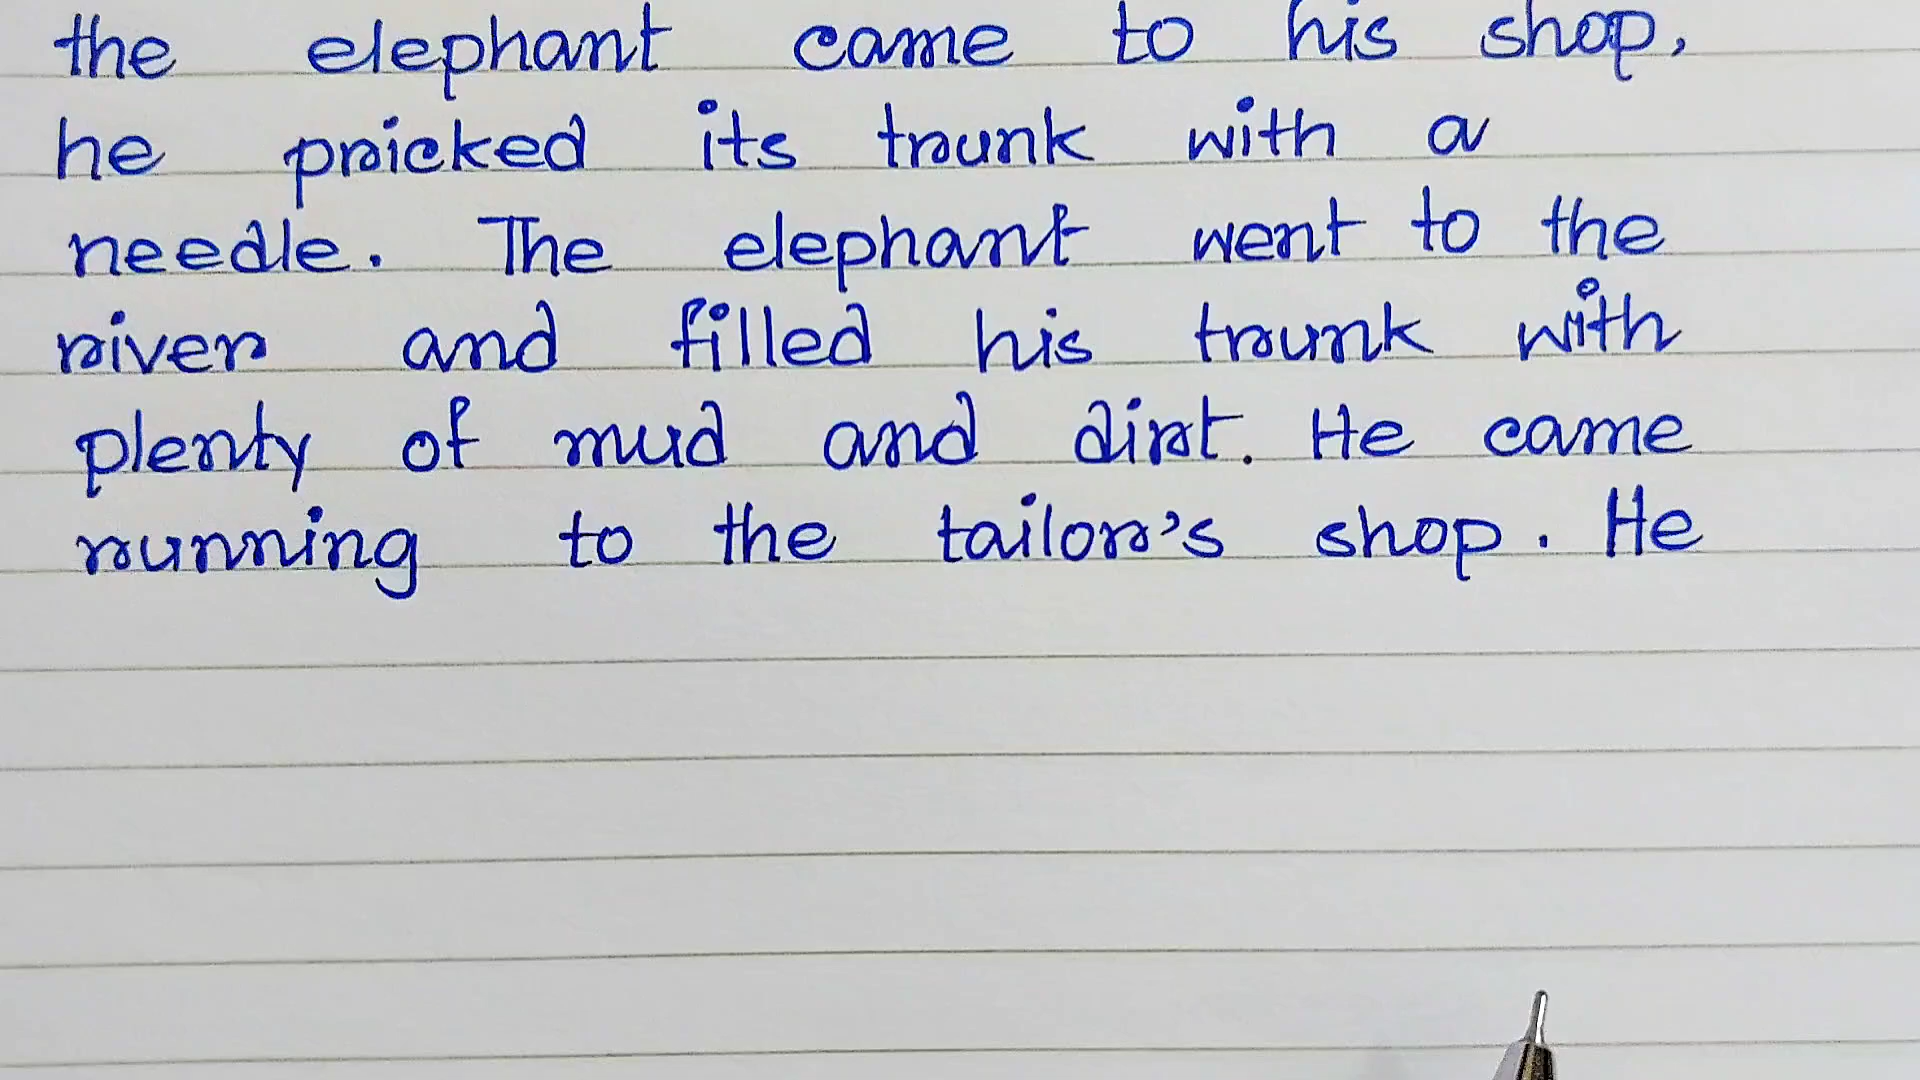 the elephant came to his shop,
he pricked its trunk with a
needle. The elephant went to the
river and filled his trunk with
plenty of mud and dirt. He came
running to the tailor's shop. He